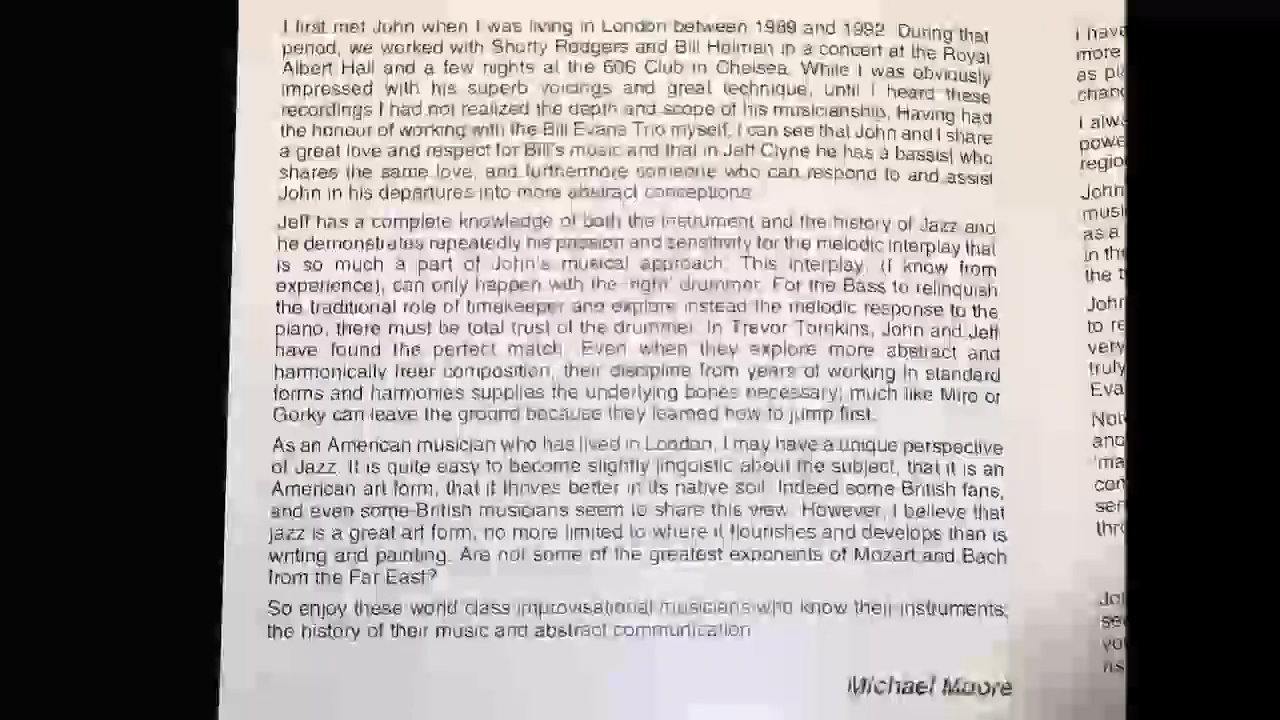 I first met John when I was living in London between 1989 and 1992. During that
period, we worked with Shorty Rodgers and Bill Holman in a concert at the Royal
Albert Hall and a few nights at the 606 Club in Chelsea. While I was obviously
impressed with his superb voicings and great technique, until I heard these
recordings I had not realized the depth and scope of his musicianship. Having had
the honour of working with the Bill Evans Trio myself, I can see that John and I share
a great love and respect for Bill's music and that in Jeff Clyne he has a bassist who
shares the same love, and furthermore someone who can respond to and assist
John in his departures into more abstract conceptions.
Jeff has a complete knowledge of both the instrument and the history of Jazz and
he demonstrates repeatedly his passion and sensitivity for the melodic interplay that
is so much a part of John's musical approach. This interplay, (I know from
experience), can only happen with the 'right' drummer. For the Bass to relinquish
the traditional role of timekeeper and explore instead the melodic response to the
piano, there must be total trust of the drummer. In Trevor Tomkins, John and Jeff
have found the perfect match. Even when they explore more abstract and
harmonically freer composition, their discipline from years of working in standard
forms and harmonies supplies the underlying bones necessary; much like Miro or
Gorky can leave the ground because they learned how to jump first.
As an American musician who has lived in London, I may have a unique perspective
of Jazz. It is quite easy to become slightly jingoistic about the subject, that it is an
American art form, that it thrives better in its native soil. Indeed some British fans,
and even some British musicians seem to share this view. However, I believe that
jazz is a great art form, no more limited to where it flourishes and develops than is
writing and painting. Are not some of the greatest exponents of Mozart and Bach
from the Far East?
So enjoy these world class improvisational musicians who know their instruments,
the history of their music and abstract communication.
Michael Moore
I have
more
as
I
John
as a
in
the
John
to
very
truly